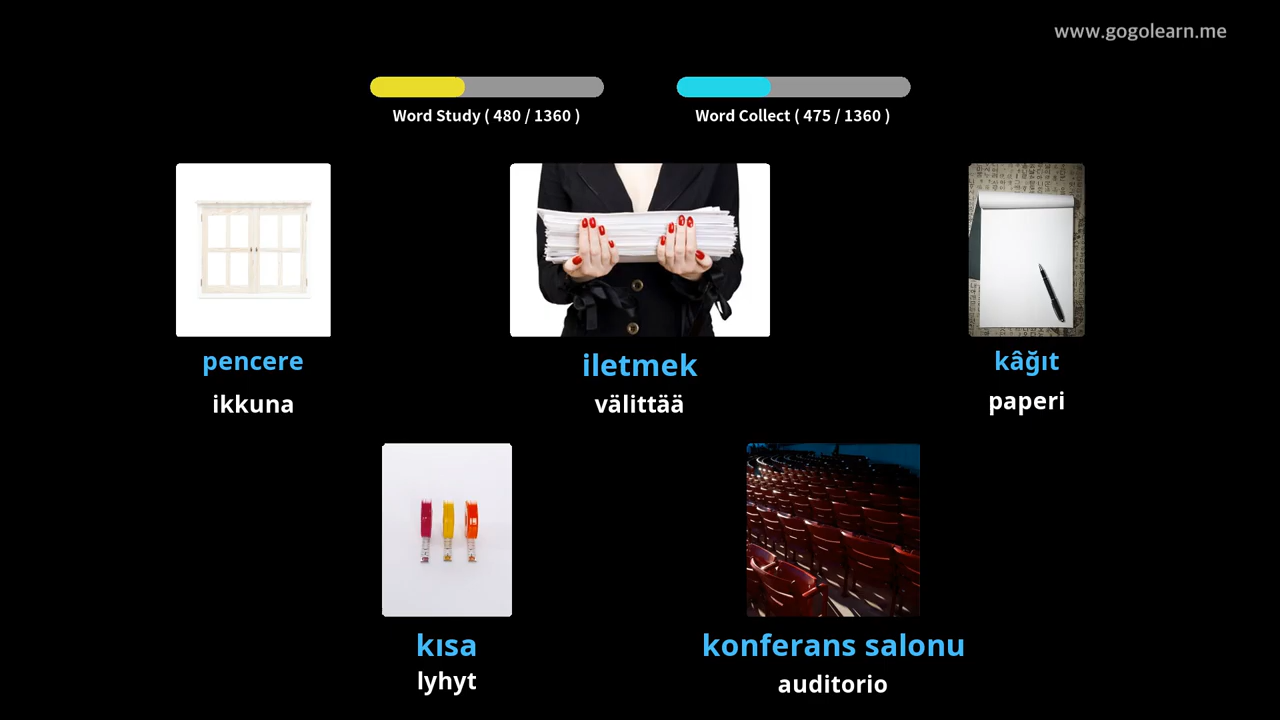 www.gogolearn.me
Word Study ( 480 / 1360 )
Word Collect ( 475 / 1360 )
pencere
ikkuna
iletmek
välittää
kâğıt
paperi
kısa
lyhyt
konferans salonu
auditorio